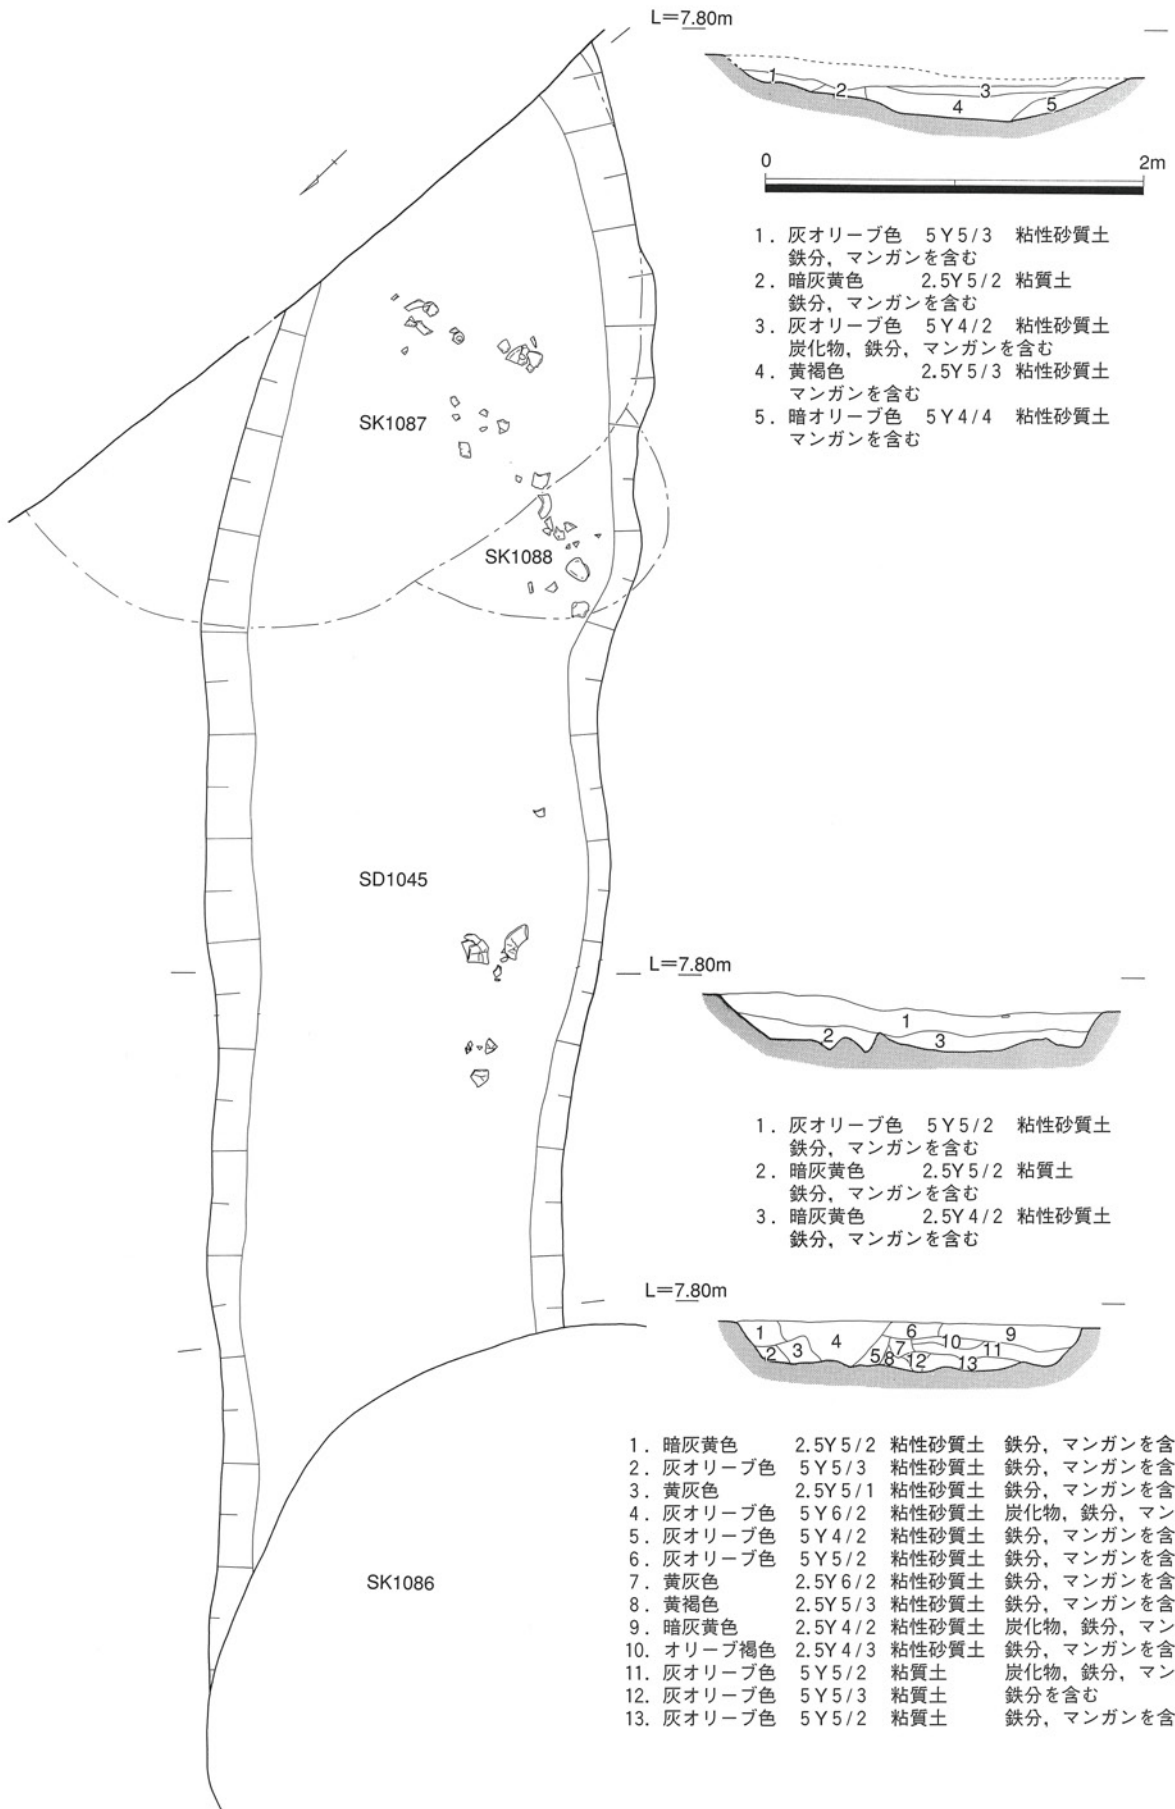 L=7.80m
1 2 3 4 5
0 2m
1. 灰オリーブ色 5Y5/3 粘性砂質土
鉄分，マンガンを含む
2. 暗灰黄色 2.5Y5/2 粘質土
鉄分，マンガンを含む
3. 灰オリーブ色 5Y4/2 粘性砂質土
炭化物，鉄分，マンガンを含む
4. 黄褐色 2.5Y5/3 粘性砂質土
マンガンを含む
5. 暗オリーブ色 5Y4/4 粘性砂質土
マンガンを含む
SK1087
SK1088
SD1045
L=7.80m
1
2 3
1. 灰オリーブ色 5Y5/2 粘性砂質土
鉄分，マンガンを含む
2. 暗灰黄色 2.5Y5/2 粘質土
鉄分，マンガンを含む
3. 暗灰黄色 2.5Y4/2 粘性砂質土
鉄分，マンガンを含む
L=7.80m
1 2 3 4 5 6 7 8 9 10 11 12 13
1. 暗灰黄色 2.5Y5/2 粘性砂質土 鉄分，マンガンを含
2. 灰オリーブ色 5Y5/3 粘性砂質土 鉄分，マンガンを含
3. 黄灰色 2.5Y5/1 粘性砂質土 鉄分，マンガンを含
4. 灰オリーブ色 5Y6/2 粘性砂質土 炭化物，鉄分，マン
5. 灰オリーブ色 5Y4/2 粘性砂質土 鉄分，マンガンを含
6. 灰オリーブ色 5Y5/2 粘性砂質土 鉄分，マンガンを含
7. 黄灰色 2.5Y6/2 粘性砂質土 鉄分，マンガンを含
8. 黄褐色 2.5Y5/3 粘性砂質土 鉄分，マンガンを含
9. 暗灰黄色 2.5Y4/2 粘性砂質土 炭化物，鉄分，マン
10. オリーブ褐色 2.5Y4/3 粘性砂質土 鉄分，マンガンを含
11. 灰オリーブ色 5Y5/2 粘質土 炭化物，鉄分，マン
12. 灰オリーブ色 5Y5/3 粘質土 鉄分を含む
13. 灰オリーブ色 5Y5/2 粘質土 鉄分，マンガンを含
SK1086